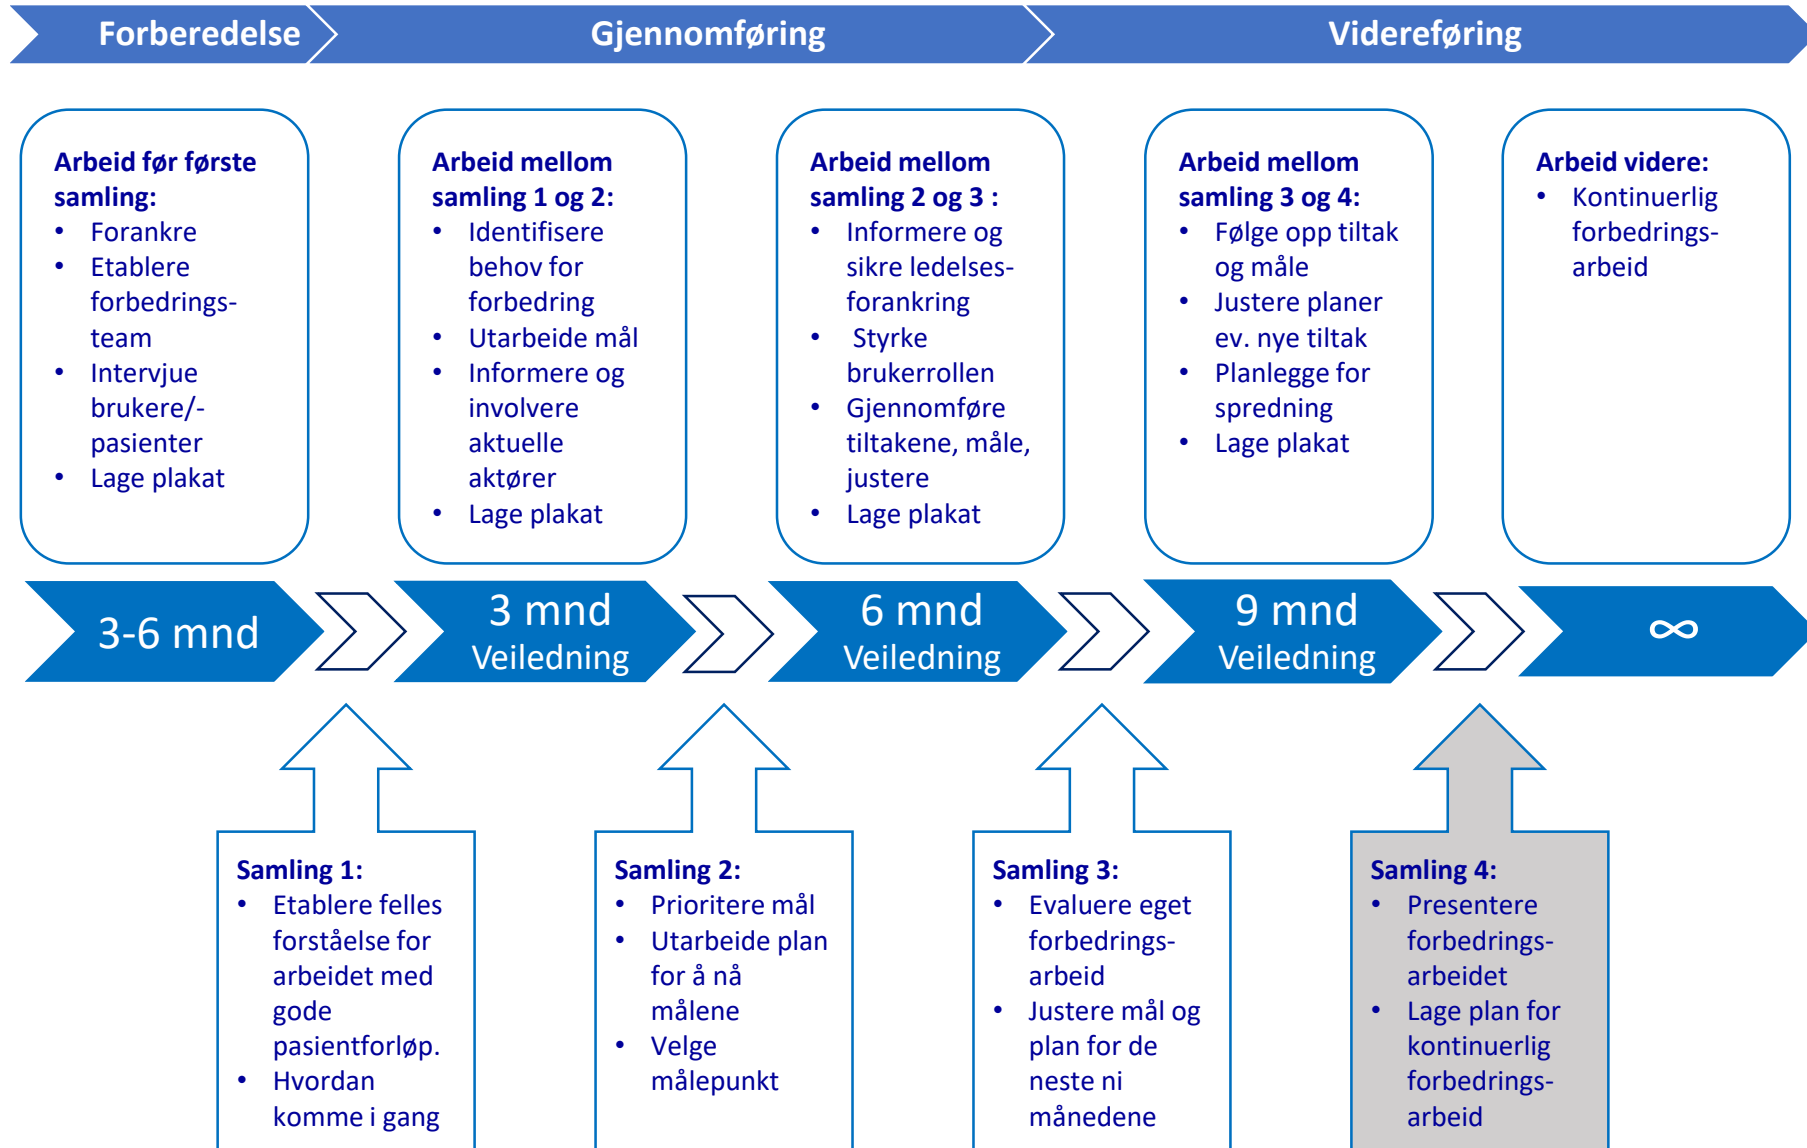 Forberedelse
Gjennomføring
Videreføring
Arbeid før første
samling:
• Forankre
• Etablere
forbedrings-
team
• Intervjue
brukere/-
pasienter
• Lage plakat
Arbeid mellom
samling 1 og 2:
• Identifisere
behov for
forbedring
• Utarbeide mål
• Informere og
involvere
aktuelle
aktører
• Lage plakat
Arbeid mellom
samling 2 og 3 :
• Informere og
sikre ledelses-
forankring
• Styrke
brukerrollen
• Gjennomføre
tiltakene, måle,
justere
• Lage plakat
Arbeid mellom
samling 3 og 4:
• Følge opp tiltak
og måle
• Justere planer
ev. nye tiltak
• Planlegge for
spredning
• Lage plakat
Arbeid videre:
• Kontinuerlig
forbedrings-
arbeid
3-6 mnd
3 mnd
Veiledning
6 mnd
Veiledning
9 mnd
Veiledning
∞
Samling 1:
• Etablere felles
forståelse for
arbeidet med
gode
pasientforløp.
• Hvordan
komme i gang
Samling 2:
• Prioritere mål
• Utarbeide plan
for å nå
målene
• Velge
målepunkt
Samling 3:
• Evaluere eget
forbedrings-
arbeid
• Justere mål og
plan for de
neste ni
månedene
Samling 4:
• Presentere
forbedrings-
arbeidet
• Lage plan for
kontinuerlig
forbedrings-
arbeid